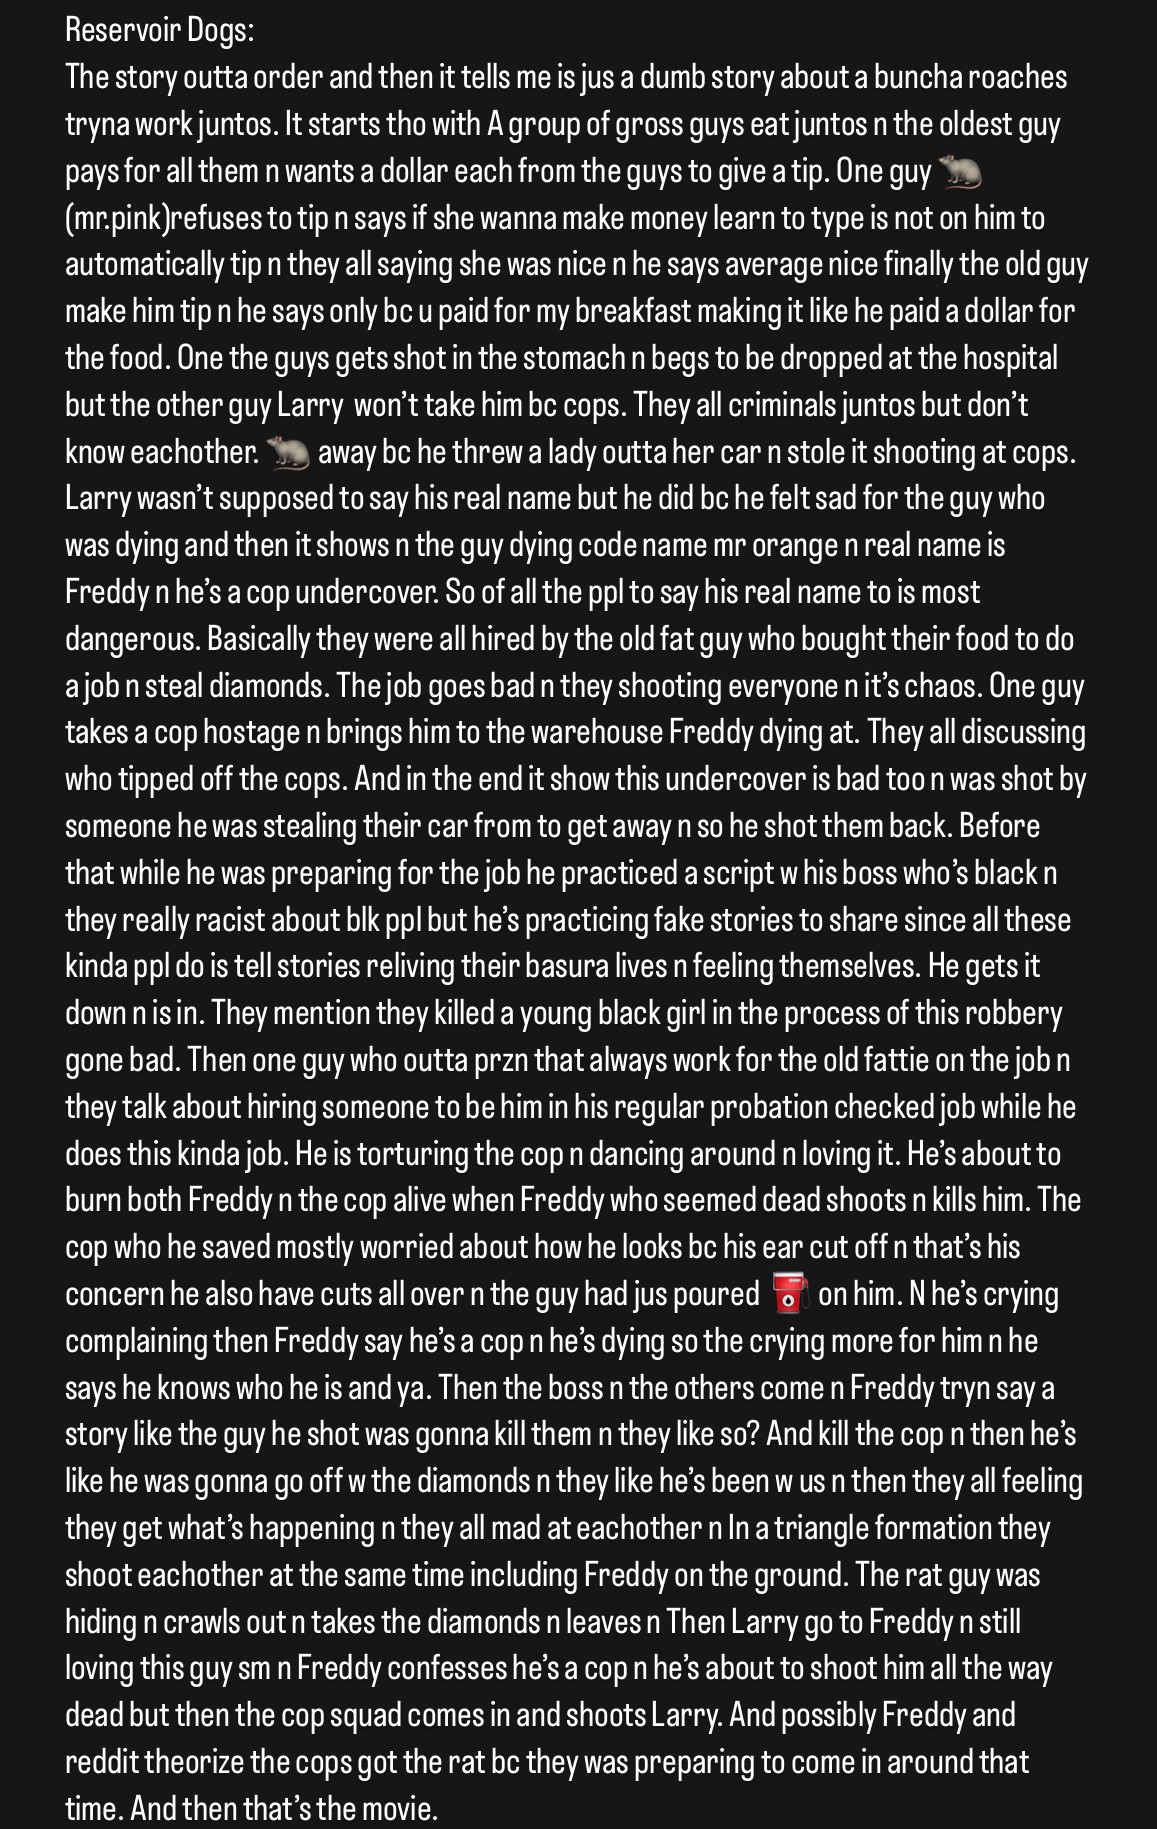 Reservoir Dogs:
The story outta order and then it tells me is jus a dumb story about a buncha roaches
tryna work juntos. It starts tho with A group of gross guys eat juntos n the oldest guy
pays for all them n wants a dollar each from the guys to give a tip. One guy 🐀
(mr.pink)refuses to tip n says if she wanna make money learn to type is not on him to
automatically tip n they all saying she was nice n he says average nice finally the old guy
make him tip n he says only bc u paid for my breakfast making it like he paid a dollar for
the food. One the guys gets shot in the stomach n begs to be dropped at the hospital
but the other guy Larry  won’t take him bc cops. They all criminals juntos but don’t
know eachother. 🐀 away bc he threw a lady outta her car n stole it shooting at cops.
Larry wasn’t supposed to say his real name but he did bc he felt sad for the guy who
was dying and then it shows n the guy dying code name mr orange n real name is
Freddy n he’s a cop undercover. So of all the ppl to say his real name to is most
dangerous. Basically they were all hired by the old fat guy who bought their food to do
a job n steal diamonds. The job goes bad n they shooting everyone n it’s chaos. One guy
takes a cop hostage n brings him to the warehouse Freddy dying at. They all discussing
who tipped off the cops. And in the end it show this undercover is bad too n was shot by
someone he was stealing their car from to get away n so he shot them back. Before
that while he was preparing for the job he practiced a script w his boss who’s black n
they really racist about blk ppl but he’s practicing fake stories to share since all these
kinda ppl do is tell stories reliving their basura lives n feeling themselves. He gets it
down n is in. They mention they killed a young black girl in the process of this robbery
gone bad. Then one guy who outta przn that always work for the old fattie on the job n
they talk about hiring someone to be him in his regular probation checked job while he
does this kinda job. He is torturing the cop n dancing around n loving it. He’s about to
burn both Freddy n the cop alive when Freddy who seemed dead shoots n kills him. The
cop who he saved mostly worried about how he looks bc his ear cut off n that’s his
concern he also have cuts all over n the guy had jus poured ⛽ on him. N he’s crying
complaining then Freddy say he’s a cop n he’s dying so the crying more for him n he
says he knows who he is and ya. Then the boss n the others come n Freddy tryn say a
story like the guy he shot was gonna kill them n they like so? And kill the cop n then he’s
like he was gonna go off w the diamonds n they like he’s been w us n then they all feeling
they get what’s happening n they all mad at eachother n In a triangle formation they
shoot eachother at the same time including Freddy on the ground. The rat guy was
hiding n crawls out n takes the diamonds n leaves n Then Larry go to Freddy n still
loving this guy sm n Freddy confesses he’s a cop n he’s about to shoot him all the way
dead but then the cop squad comes in and shoots Larry. And possibly Freddy and
reddit theorize the cops got the rat bc they was preparing to come in around that
time. And then that’s the movie.